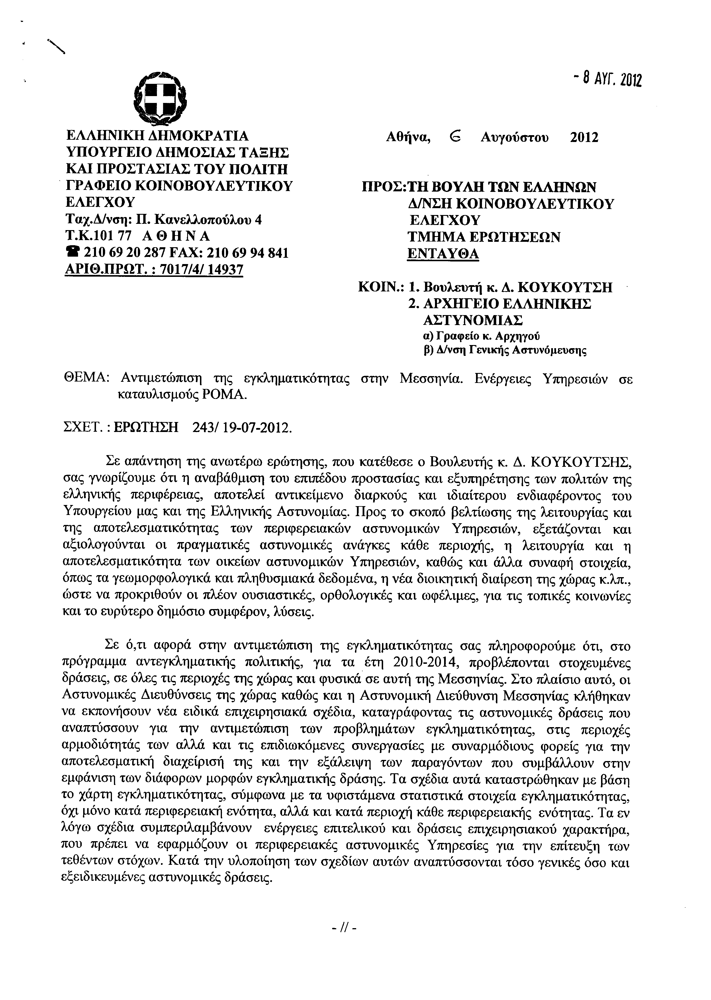 - 8 ΑΥΓ. 2012
ΕΛΛΗΝΙΚΗ ΔΗΜΟΚΡΑΤΙΑ
ΥΠΟΥΡΓΕΙΟ ΔΗΜΟΣΙΑΣ ΤΑΞΗΣ
ΚΑΙ ΠΡΟΣΤΑΣΙΑΣ ΤΟΥ ΠΟΛΙΤΗ
ΓΡΑΦΕΙΟ ΚΟΙΝΟΒΟΥΛΕΥΤΙΚΟΥ
ΕΛΕΓΧΟΥ
Ταχ.Δ/νση: Π. Κανελλοπούλου 4
Τ.Κ.101 77 Α Θ Η Ν Α
☎ 210 69 20 287 FAX: 210 69 94 841
ΑΡΙΘ.ΠΡΩΤ. : 7017/4/ 14937
Αθήνα, 6 Αυγούστου 2012
ΠΡΟΣ:ΤΗ ΒΟΥΛΗ ΤΩΝ ΕΛΛΗΝΩΝ
Δ/ΝΣΗ ΚΟΙΝΟΒΟΥΛΕΥΤΙΚΟΥ
ΕΛΕΓΧΟΥ
ΤΜΗΜΑ ΕΡΩΤΗΣΕΩΝ
ΕΝΤΑΥΘΑ
ΚΟΙΝ.: 1. Βουλευτή κ. Δ. ΚΟΥΚΟΥΤΣΗ
2. ΑΡΧΗΓΕΙΟ ΕΛΛΗΝΙΚΗΣ
ΑΣΤΥΝΟΜΙΑΣ
α) Γραφείο κ. Αρχηγού
β) Δ/νση Γενικής Αστυνόμευσης
ΘΕΜΑ: Αντιμετώπιση της εγκληματικότητας στην Μεσσηνία. Ενέργειες Υπηρεσιών σε
καταυλισμούς ΡΟΜΑ.
ΣΧΕΤ. : ΕΡΩΤΗΣΗ 243/ 19-07-2012.
Σε απάντηση της ανωτέρω ερώτησης, που κατέθεσε ο Βουλευτής κ. Δ. ΚΟΥΚΟΥΤΣΗΣ,
σας γνωρίζουμε ότι η αναβάθμιση του επιπέδου προστασίας και εξυπηρέτησης των πολιτών της
ελληνικής περιφέρειας, αποτελεί αντικείμενο διαρκούς και ιδιαίτερου ενδιαφέροντος του
Υπουργείου μας και της Ελληνικής Αστυνομίας. Προς το σκοπό βελτίωσης της λειτουργίας και
της αποτελεσματικότητας των περιφερειακών αστυνομικών Υπηρεσιών, εξετάζονται και
αξιολογούνται οι πραγματικές αστυνομικές ανάγκες κάθε περιοχής, η λειτουργία και η
αποτελεσματικότητα των οικείων αστυνομικών Υπηρεσιών, καθώς και άλλα συναφή στοιχεία,
όπως τα γεωμορφολογικά και πληθυσμιακά δεδομένα, η νέα διοικητική διαίρεση της χώρας κ.λπ.,
ώστε να προκριθούν οι πλέον ουσιαστικές, ορθολογικές και ωφέλιμες, για τις τοπικές κοινωνίες
και το ευρύτερο δημόσιο συμφέρον, λύσεις.
Σε ό,τι αφορά στην αντιμετώπιση της εγκληματικότητας σας πληροφορούμε ότι, στο
πρόγραμμα αντεγκληματικής πολιτικής, για τα έτη 2010-2014, προβλέπονται στοχευμένες
δράσεις, σε όλες τις περιοχές της χώρας και φυσικά σε αυτή της Μεσσηνίας. Στο πλαίσιο αυτό, οι
Αστυνομικές Διευθύνσεις της χώρας καθώς και η Αστυνομική Διεύθυνση Μεσσηνίας κλήθηκαν
να εκπονήσουν νέα ειδικά επιχειρησιακά σχέδια, καταγράφοντας τις αστυνομικές δράσεις που
αναπτύσσουν για την αντιμετώπιση των προβλημάτων εγκληματικότητας, στις περιοχές
αρμοδιότητάς των αλλά και τις επιδιωκόμενες συνεργασίες με συναρμόδιους φορείς για την
αποτελεσματική διαχείρισή της και την εξάλειψη των παραγόντων που συμβάλλουν στην
εμφάνιση των διάφορων μορφών εγκληματικής δράσης. Τα σχέδια αυτά καταστρώθηκαν με βάση
το χάρτη εγκληματικότητας, σύμφωνα με τα υφιστάμενα στατιστικά στοιχεία εγκληματικότητας,
όχι μόνο κατά περιφερειακή ενότητα, αλλά και κατά περιοχή κάθε περιφερειακής ενότητας. Τα εν
λόγω σχέδια συμπεριλαμβάνουν ενέργειες επιτελικού και δράσεις επιχειρησιακού χαρακτήρα,
που πρέπει να εφαρμόζουν οι περιφερειακές αστυνομικές Υπηρεσίες για την επίτευξη των
τεθέντων στόχων. Κατά την υλοποίηση των σχεδίων αυτών αναπτύσσονται τόσο γενικές όσο και
εξειδικευμένες αστυνομικές δράσεις.
- // -